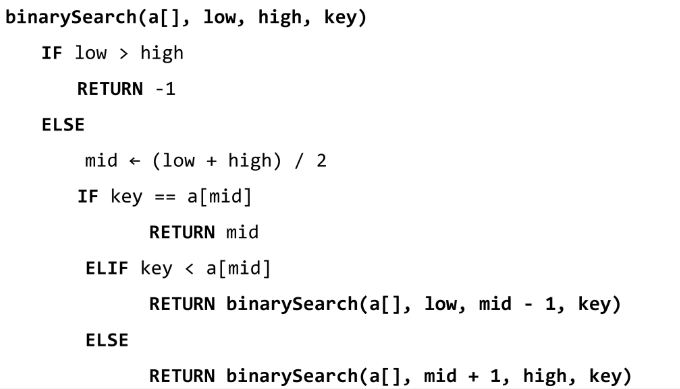 binarySearch(a[], low, high, key)
IF low > high
RETURN -1
ELSE
mid ← (low + high) / 2
IF key == a[mid]
RETURN mid
ELIF key < a[mid]
RETURN binarySearch(a[], low, mid - 1, key)
ELSE
RETURN binarySearch(a[], mid + 1, high, key)